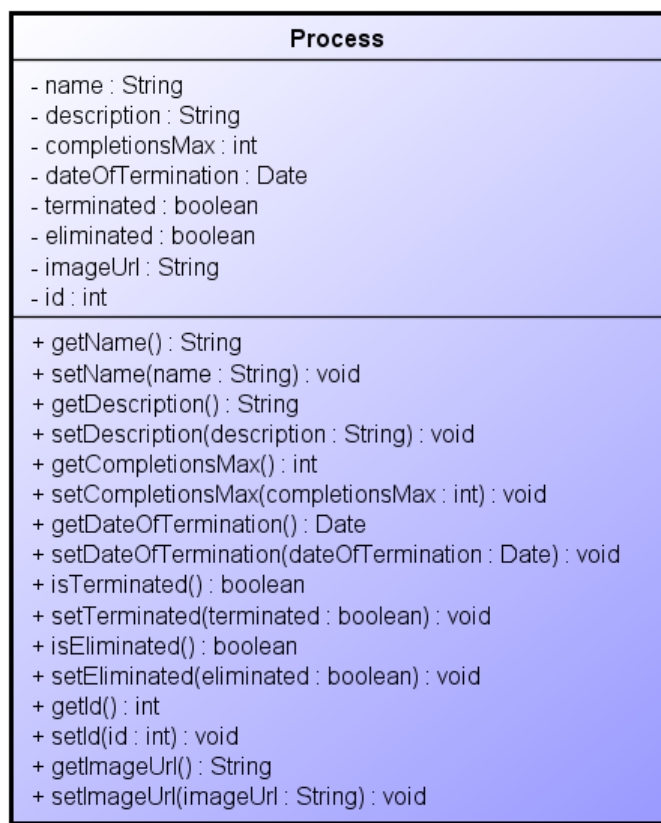 Process
- name : String
- description : String
- completionsMax : int
- dateOfTermination : Date
- terminated : boolean
- eliminated : boolean
- imageUrl : String
- id : int
+ getName() : String
+ setName(name : String) : void
+ getDescription() : String
+ setDescription(description : String) : void
+ getCompletionsMax() : int
+ setCompletionsMax(completionsMax : int) : void
+ getDateOfTermination() : Date
+ setDateOfTermination(dateOfTermination : Date) : void
+ isTerminated() : boolean
+ setTerminated(terminated : boolean) : void
+ isEliminated() : boolean
+ setEliminated(eliminated : boolean) : void
+ getId() : int
+ setId(id : int) : void
+ getImageUrl() : String
+ setImageUrl(imageUrl : String) : void